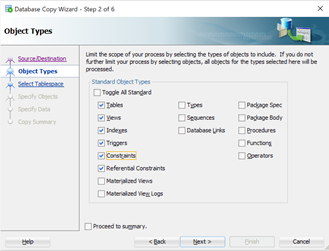 Database Copy Wizard - Step 2 of 6
Object Types
Source/Destination
Object Types
Select Tablespace
Specify Objects
Specify Data
Copy Summary
Limit the scope of your process by selecting the types of objects to include. If you do not
further limit your process by selecting objects, all objects for the types selected here will be
processed.
Standard Object Types
Toggle All Standard
Tables Types Package Spec
Views Sequences Package Body
Indexes Database Links Procedures
Triggers Functions
Constraints Operators
Referential Constraints
Materialized Views
Materialized View Logs
Proceed to summary.
Help < Back Next > Finish Cancel